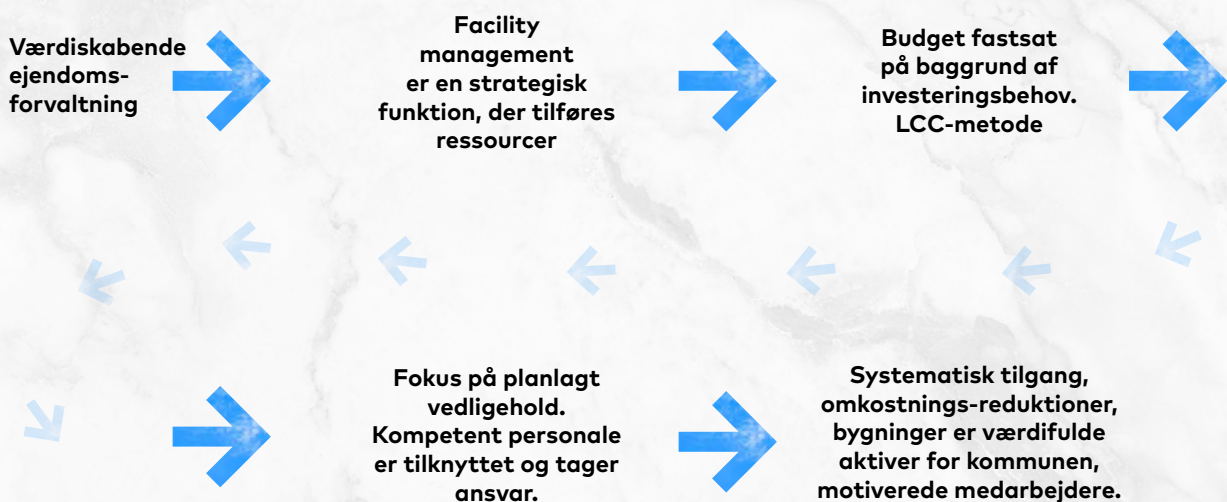 Værdiskabende
ejendoms-
forvaltning
Facility
management
er en strategisk
funktion, der tilføres
ressourcer
Budget fastsat
på baggrund af
investeringsbehov.
LCC-metode
Fokus på planlagt
vedligehold.
Kompetent personale
er tilknyttet og tager
ansvar.
Systematisk tilgang,
omkostnings-reduktioner,
bygninger er værdifulde
aktiver for kommunen,
motiverede medarbejdere.